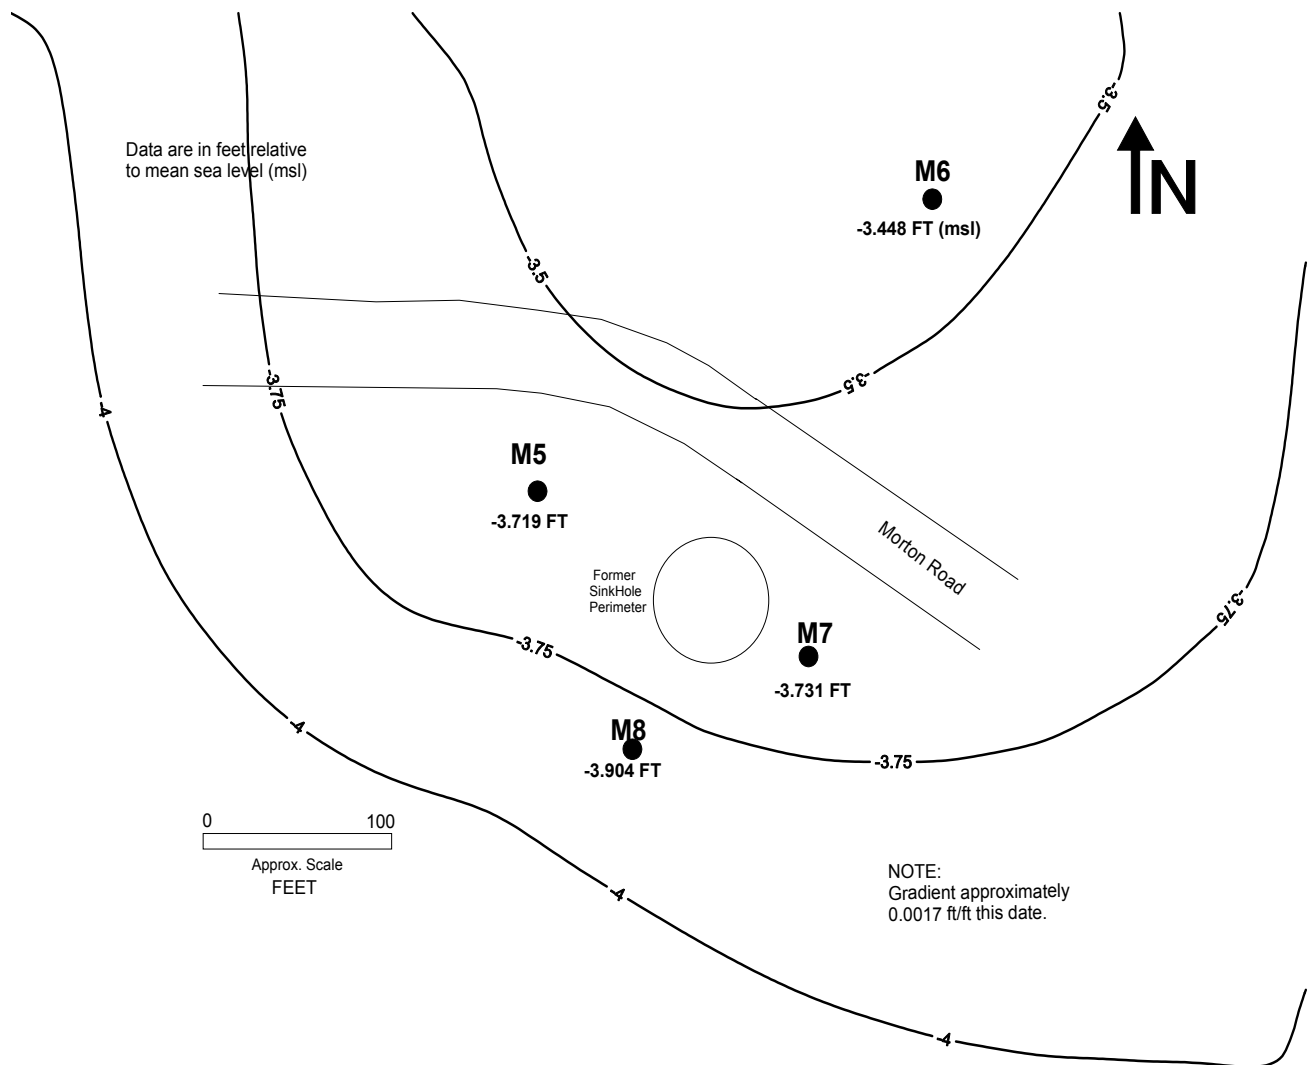 -3.5
Data are in feet relative
to mean sea level (msl)
M6
N
-3.448 FT (msl)
-3.5
-3.5
-3.75
-4
M5
-3.719 FT
Morton Road
Former
SinkHole
Perimeter
-3.75
M7
-3.75
-3.731 FT
-4
M8
-3.904 FT
-3.75
0 100
Approx. Scale
FEET
NOTE:
Gradient approximately
0.0017 ft/ft this date.
-4
-4